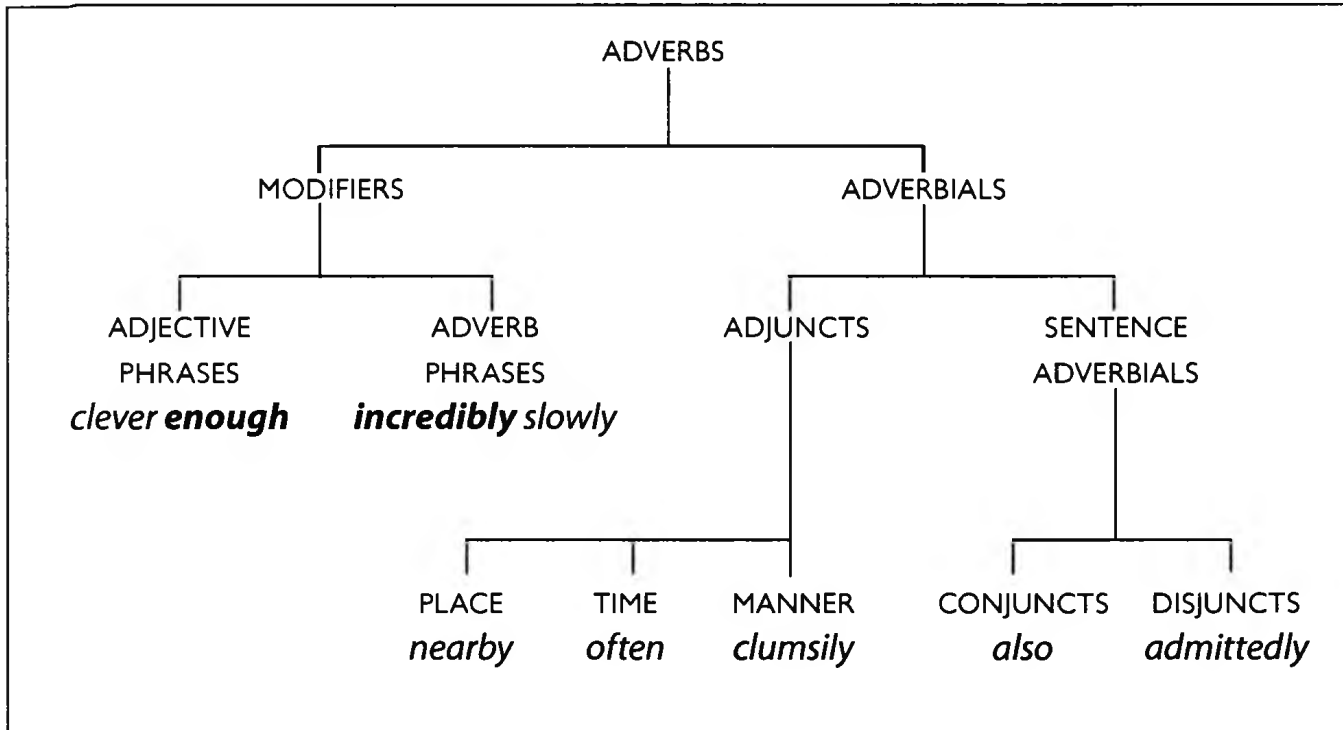 ADVERBS
MODIFIERS ADVERBIALS
ADJECTIVE ADVERB ADJUNCTS SENTENCE
PHRASES PHRASES ADVERBIALS
clever enough incredibly slowly
PLACE TIME MANNER CONJUNCTS DISJUNCTS
nearby often clumsily also admittedly